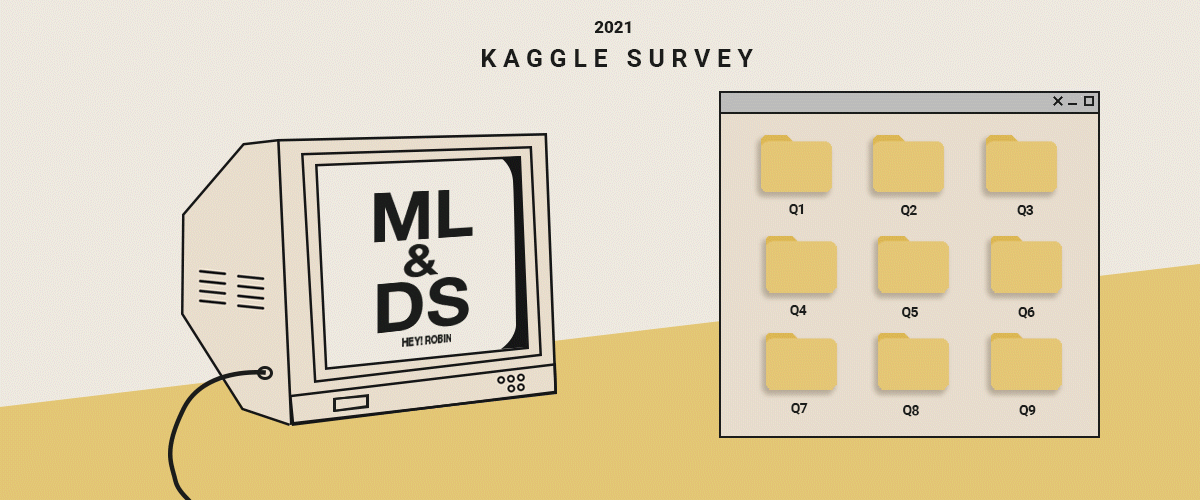 2021
KAGGLE SURVEY
ML
&
DS
HEY! ROBIN
Q1
Q2
Q3
Q4
Q5
Q6
Q7
Q8
Q9